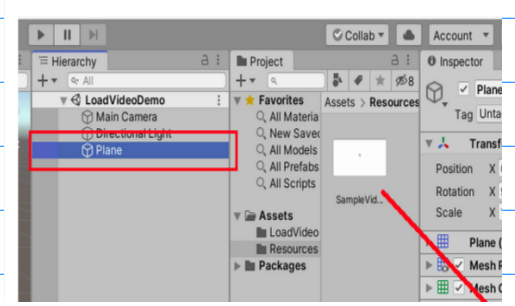 Collab
Account
Hierarchy
Project
Inspector
All
8
LoadVideoDemo
Favorites
Assets > Resources
Plane
Main Camera
All Materia
Tag Unta
Directional Light
New Saved
Plane
All Models
Transf
All Prefabs
Position X
All Scripts
Rotation X
SampleVid...
Scale X
Assets
LoadVideo
Plane (
Resources
Packages
Mesh R
Mesh C